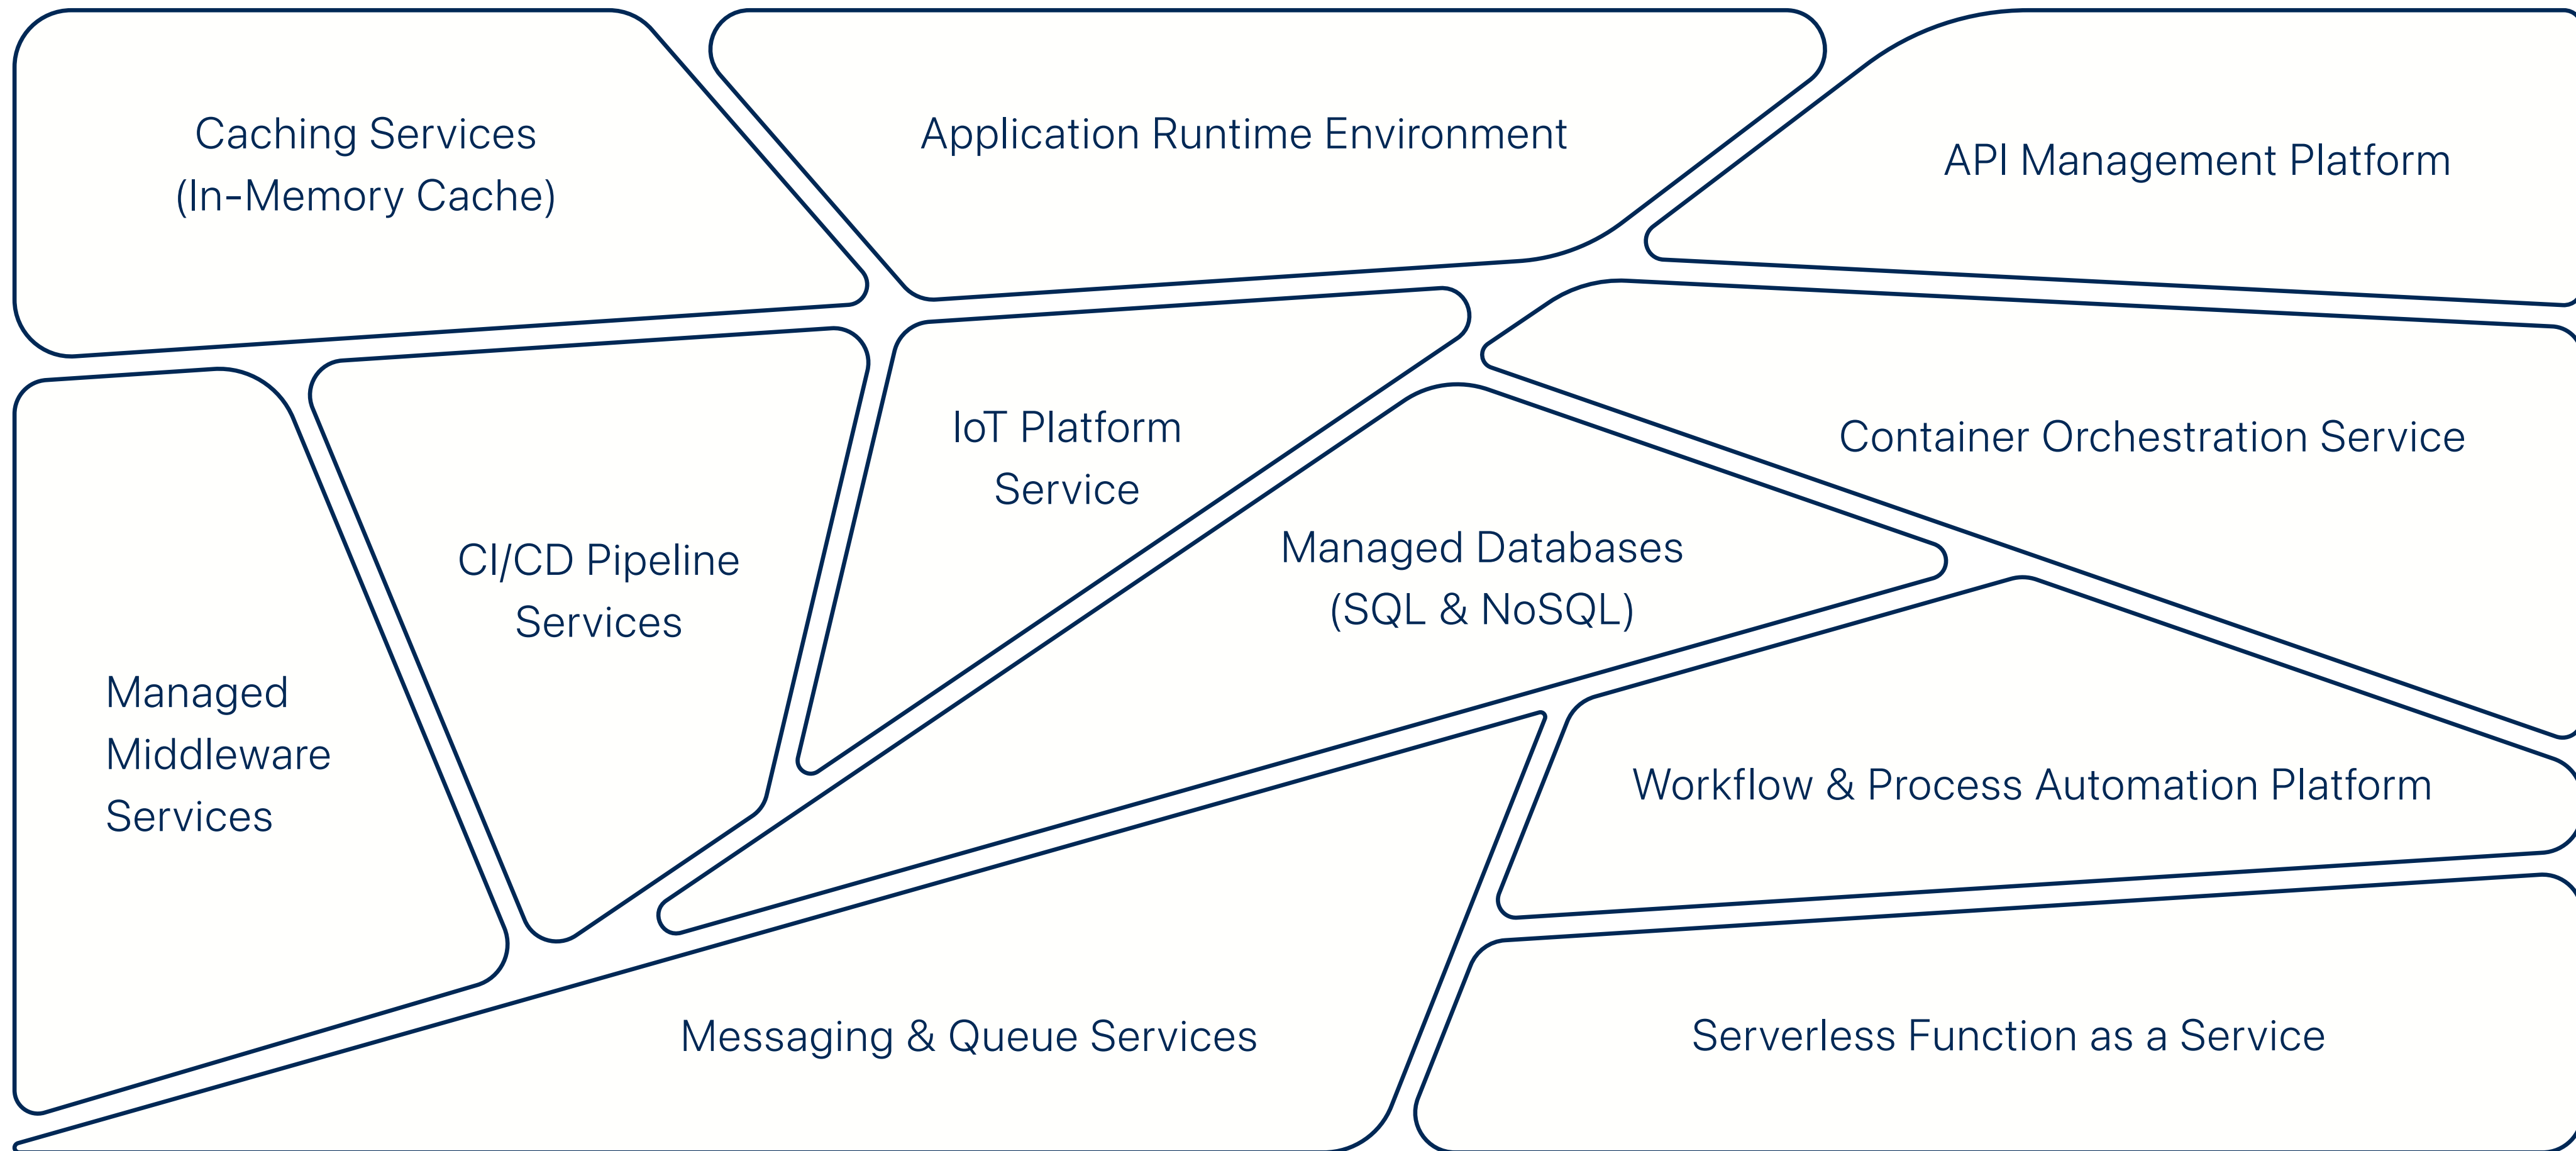 Caching Services
(In-Memory Cache)
Application Runtime Environment
API Management Platform
IoT Platform
Service
Container Orchestration Service
CI/CD Pipeline
Services
Managed Databases
(SQL & NoSQL)
Managed
Middleware
Services
Workflow & Process Automation Platform
Messaging & Queue Services
Serverless Function as a Service